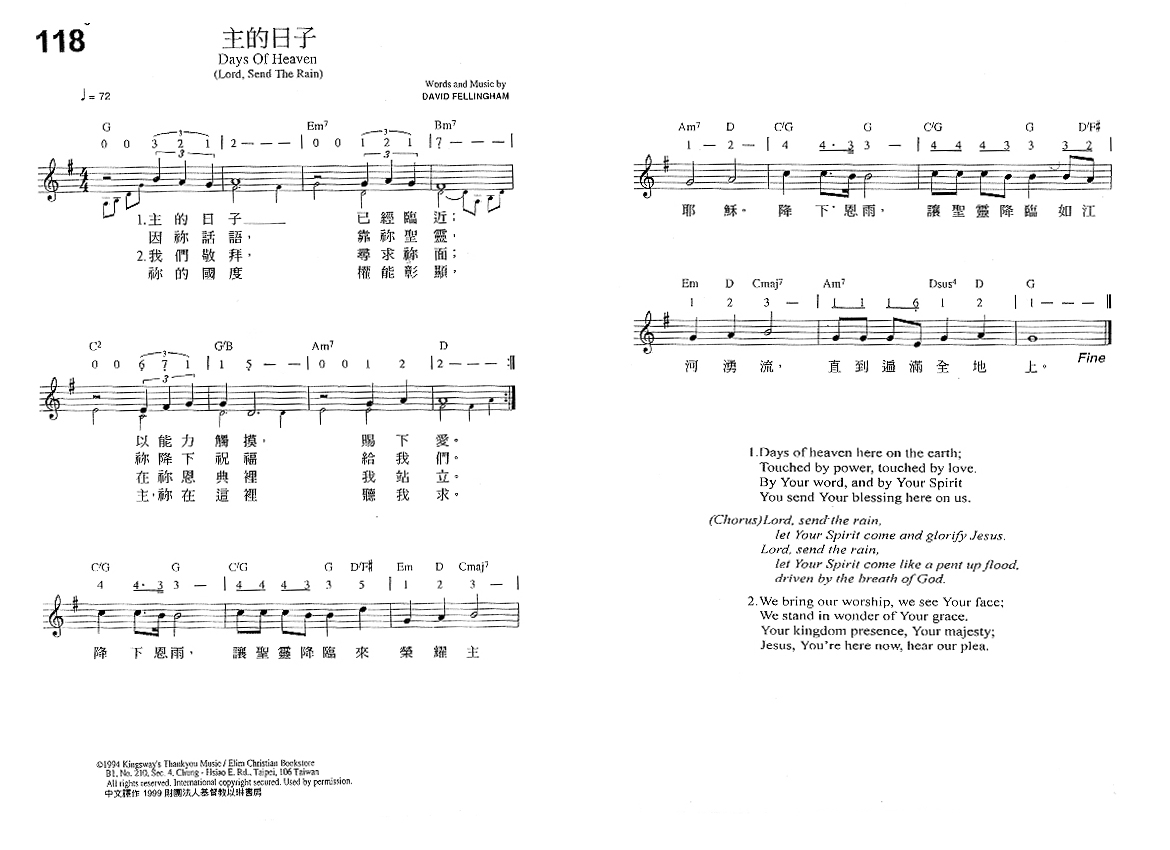 118
主的日子
Days Of Heaven
(Lord, Send The Rain)
♩= 72
Words and Music by
DAVID FELLINGHAM
G Em7 Bm7
0 0 3 2 1 | 2 — — — | 0 0 1 2 1 | 7 — — — |
1.主的日子____ 已經臨近；
因祢話語， 靠祢聖靈，
2.我們敬拜， 尋求祢面；
祢的國度 權能彰顯，
C2 G/B Am7 D
0 0 6 7 1 | 1 5 — — | 0 0 1 2 | 2 — — — :||
以能力觸摸， 賜下愛。
祢降下祝福 給我們。
在祢恩典裡 我站立。
主，祢在這裡 聽我求。
C/G G C/G G D/F# Em D Cmaj7
4 4· 3 3 — | 4 4 4 3 3 5 | 1 2 3 — |
降下恩雨， 讓聖靈降臨來榮耀主
Am7 D C/G G C/G G D/F#
1 — 2 — | 4 4· 3 3 — | 4 4 4 3 3 3 2 |
耶穌。降下恩雨， 讓聖靈降臨如江
Em D Cmaj7 Am7 Dsus4 D G
1 2 3 — | 1 1 1 6 1 2 | 1 — — — ||
河湧流， 直到遍滿全地上。
Fine
1.Days of heaven here on the earth;
Touched by power, touched by love.
By Your word, and by Your Spirit
You send Your blessing here on us.
(Chorus)Lord, send the rain,
let Your Spirit come and glorify Jesus.
Lord, send the rain,
let Your Spirit come like a pent up flood,
driven by the breath of God.
2.We bring our worship, we see Your face;
We stand in wonder of Your grace.
Your kingdom presence, Your majesty;
Jesus, You're here now, hear our plea.
©1994 Kingsway's Thankyou Music / Elim Christian Bookstore
B1, No. 210, Sec. 4, Chung - Hsiao E. Rd., Taipei, 106 Taiwan
All rights reserved. International copyright secured. Used by permission.
中文譯作 1999 財團法人基督教以琳書房